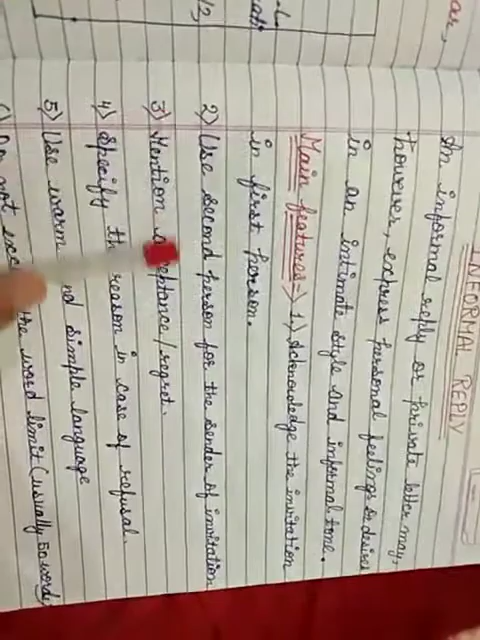 INFORMAL REPLY
An informal reply or private letter may,
however, express personal feelings or desires
in an intimate style and informal tone.
Main features=> 1) Acknowledge the invitation
in first person.
2) Use second person for the sender of invitation
3) Mention acceptance/regret.
4) Specify the reason in case of refusal.
5) Use warm and simple language
Do not the word limit (usually 50 words)